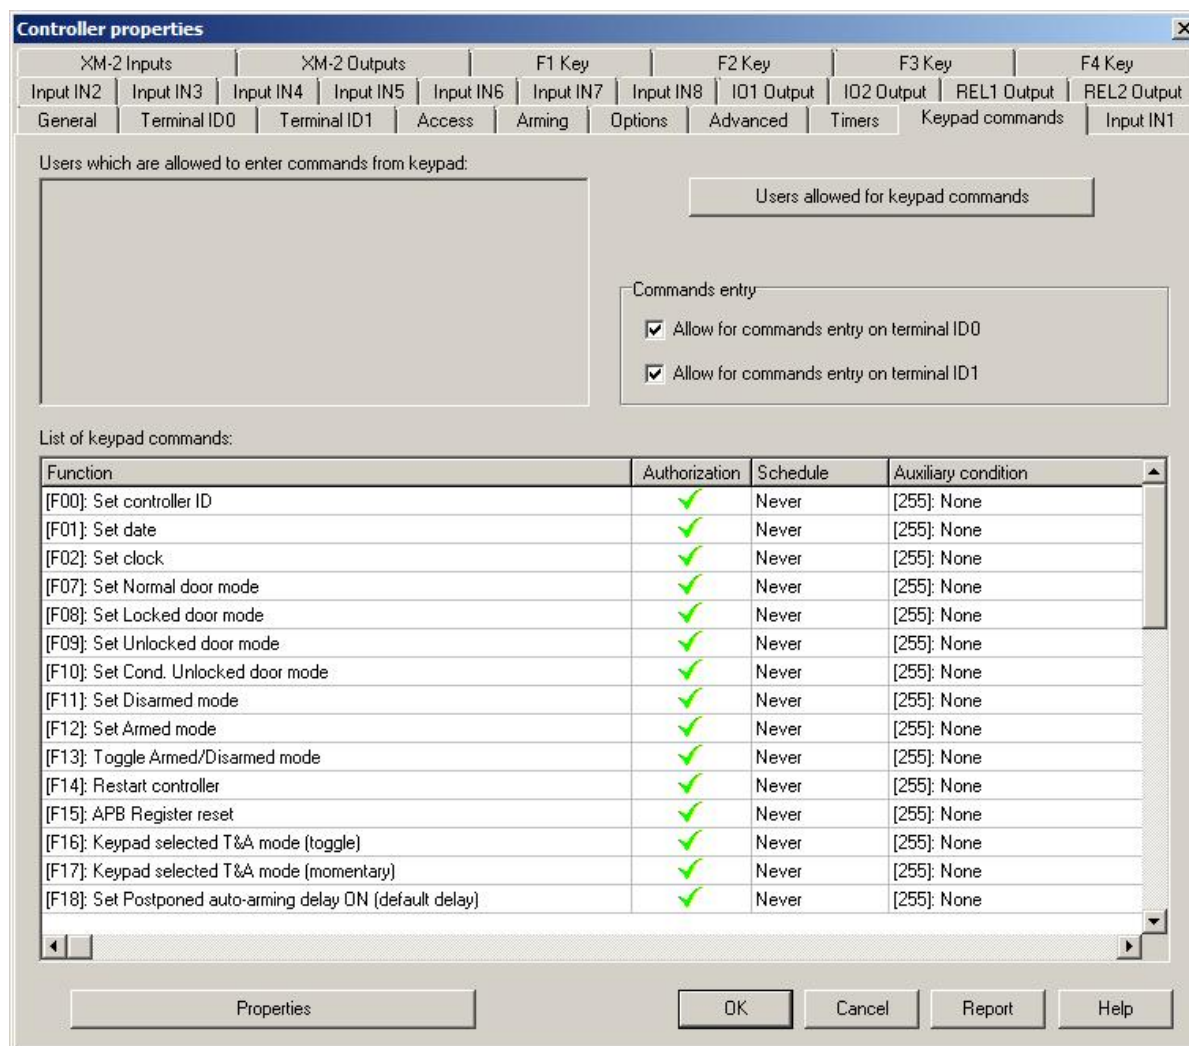 Controller properties
XM-2 Inputs XM-2 Outputs F1 Key F2 Key F3 Key F4 Key
Input IN2 Input IN3 Input IN4 Input IN5 Input IN6 Input IN7 Input IN8 IO1 Output IO2 Output REL1 Output REL2 Output
General Terminal ID0 Terminal ID1 Access Arming Options Advanced Timers Keypad commands Input IN1
Users which are allowed to enter commands from keypad:
Users allowed for keypad commands
Commands entry
Allow for commands entry on terminal ID0
Allow for commands entry on terminal ID1
List of keypad commands:
Function Authorization Schedule Auxiliary condition
[F00]: Set controller ID Never [255]: None
[F01]: Set date Never [255]: None
[F02]: Set clock Never [255]: None
[F07]: Set Normal door mode Never [255]: None
[F08]: Set Locked door mode Never [255]: None
[F09]: Set Unlocked door mode Never [255]: None
[F10]: Set Cond. Unlocked door mode Never [255]: None
[F11]: Set Disarmed mode Never [255]: None
[F12]: Set Armed mode Never [255]: None
[F13]: Toggle Armed/Disarmed mode Never [255]: None
[F14]: Restart controller Never [255]: None
[F15]: APB Register reset Never [255]: None
[F16]: Keypad selected T&A mode (toggle) Never [255]: None
[F17]: Keypad selected T&A mode (momentary) Never [255]: None
[F18]: Set Postponed auto-arming delay ON (default delay) Never [255]: None
Properties OK Cancel Report Help